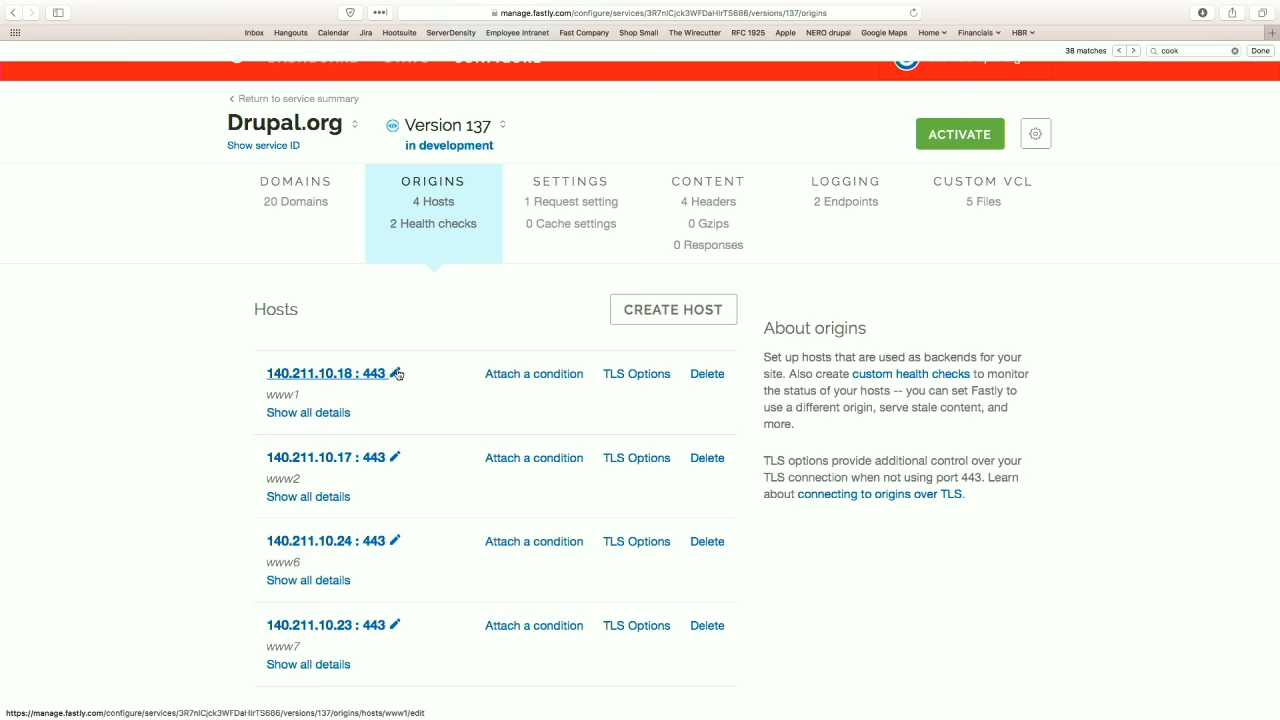 manage.fastly.com/configure/services/3R7nlCjck3WFDaHlrTS686/versions/137/origins
Inbox Hangouts Calendar Jira Hootsuite ServerDensity Employee Intranet Fast Company Shop Small The Wirecutter RFC 1925 Apple NERO drupal Google Maps Home Financials HBR
38 matches cook Done
Return to service summary
Drupal.org Version 137
Show service ID in development
ACTIVATE
DOMAINS ORIGINS SETTINGS CONTENT LOGGING CUSTOM VCL
20 Domains 4 Hosts 1 Request setting 4 Headers 2 Endpoints 5 Files
2 Health checks 0 Cache settings 0 Gzips
0 Responses
Hosts CREATE HOST
140.211.10.18 : 443 Attach a condition TLS Options Delete
www1
Show all details
140.211.10.17 : 443 Attach a condition TLS Options Delete
www2
Show all details
140.211.10.24 : 443 Attach a condition TLS Options Delete
www6
Show all details
140.211.10.23 : 443 Attach a condition TLS Options Delete
www7
Show all details
About origins
Set up hosts that are used as backends for your
site. Also create custom health checks to monitor
the status of your hosts -- you can set Fastly to
use a different origin, serve stale content, and
more.
TLS options provide additional control over your
TLS connection when not using port 443. Learn
about connecting to origins over TLS.
https://manage.fastly.com/configure/services/3R7nlCjck3WFDaHlrTS686/versions/137/origins/hosts/www1/edit